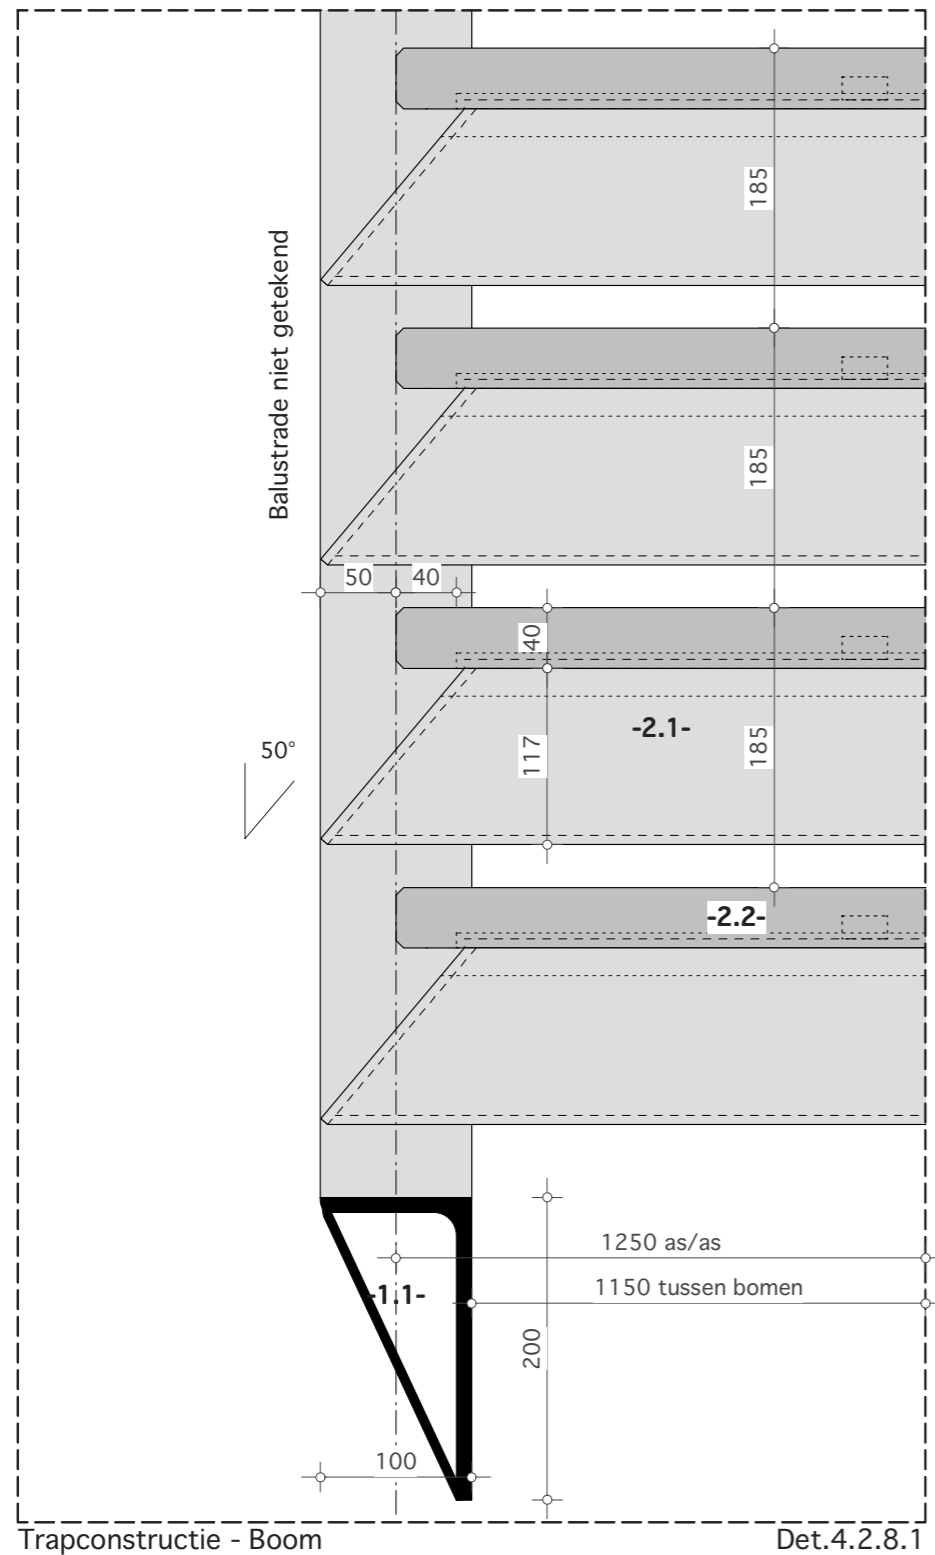 185
Balustrade niet getekend
185
50 40
40
-2.1-
117
185
50°
-2.2-
1250 as/as
1150 tussen bomen
-1.1-
200
100
Trapconstructie - Boom
Det.4.2.8.1